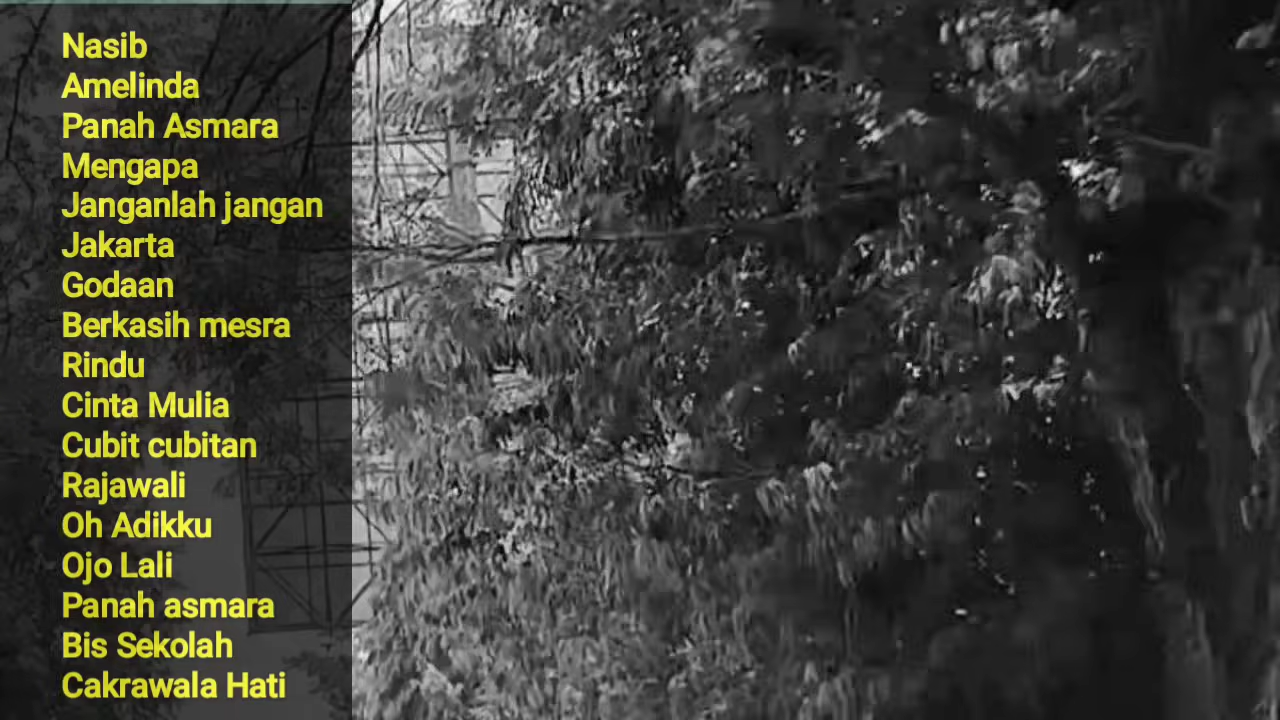 Nasib
Amelinda
Panah Asmara
Mengapa
Janganlah jangan
Jakarta
Godaan
Berkasih mesra
Rindu
Cinta Mulia
Cubit cubitan
Rajawali
Oh Adikku
Ojo Lali
Panah asmara
Bis Sekolah
Cakrawala Hati